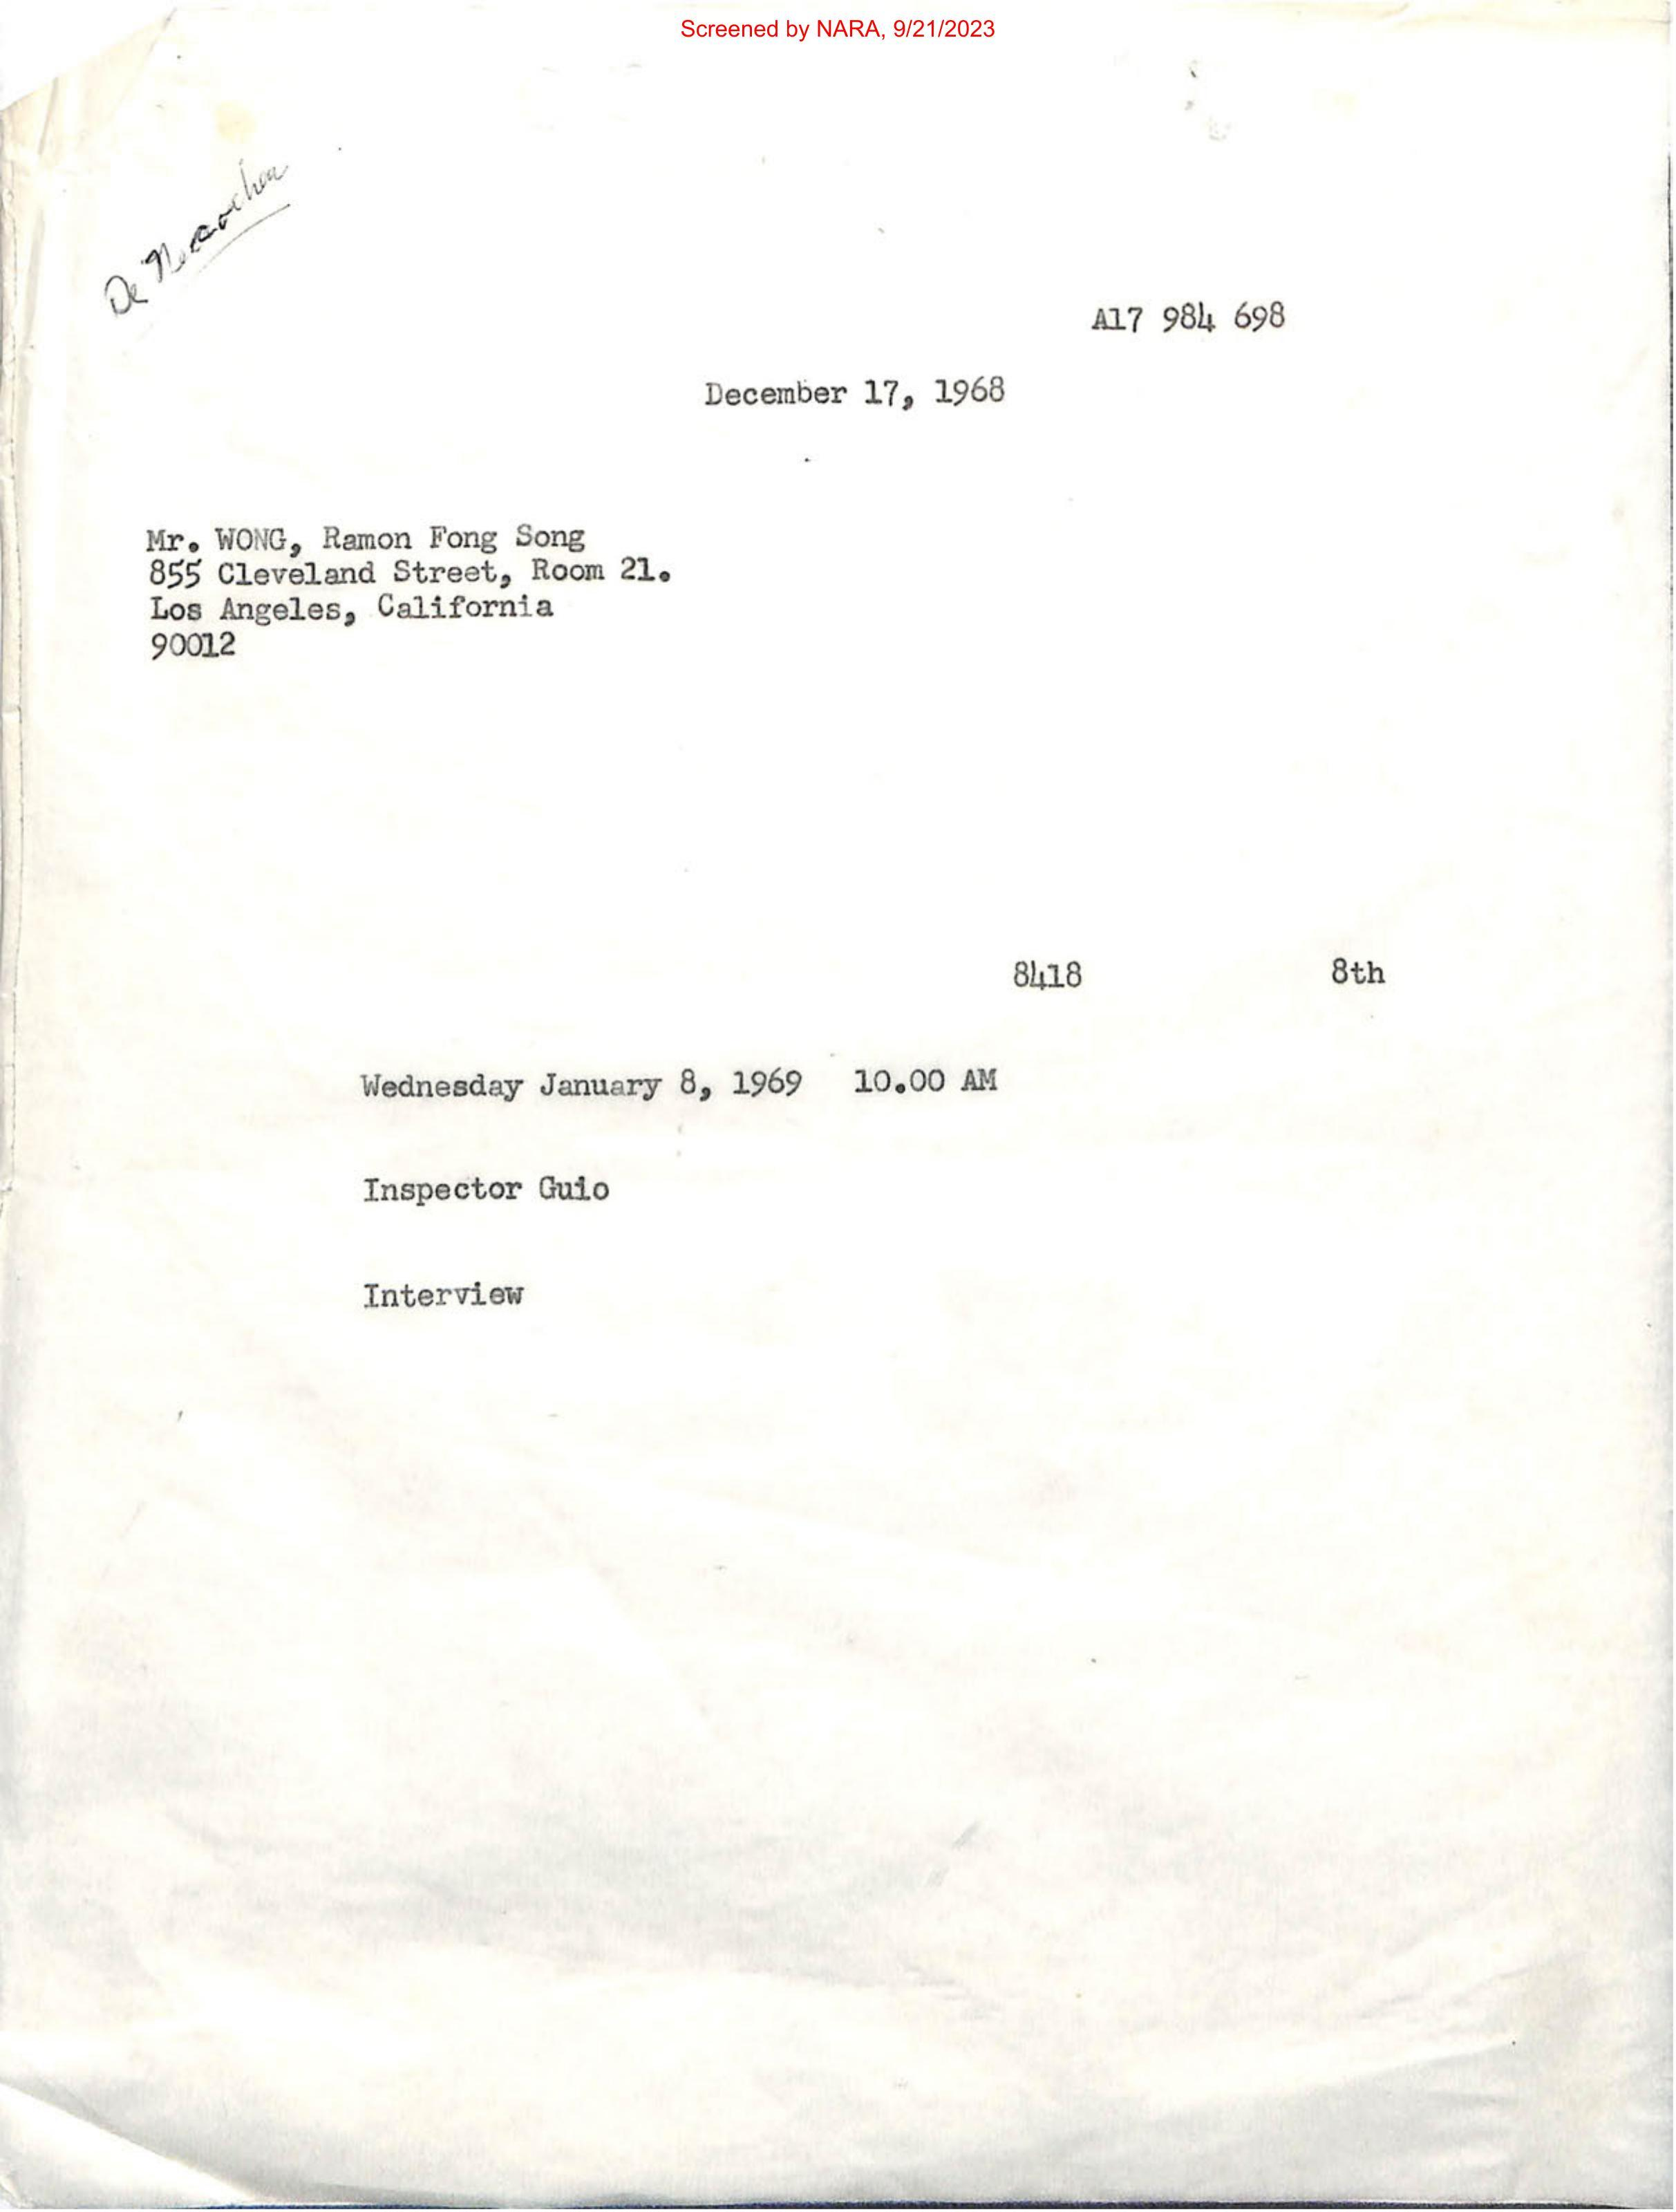 Screened by NARA, 9/21/2023
A17 984 698
December 17, 1968
Mr. WONG, Ramon Fong Song
855 Cleveland Street, Room 21.
Los Angeles, California
90012
8418 8th
Wednesday January 8, 1969 10.00 AM
Inspector Guio
Interview